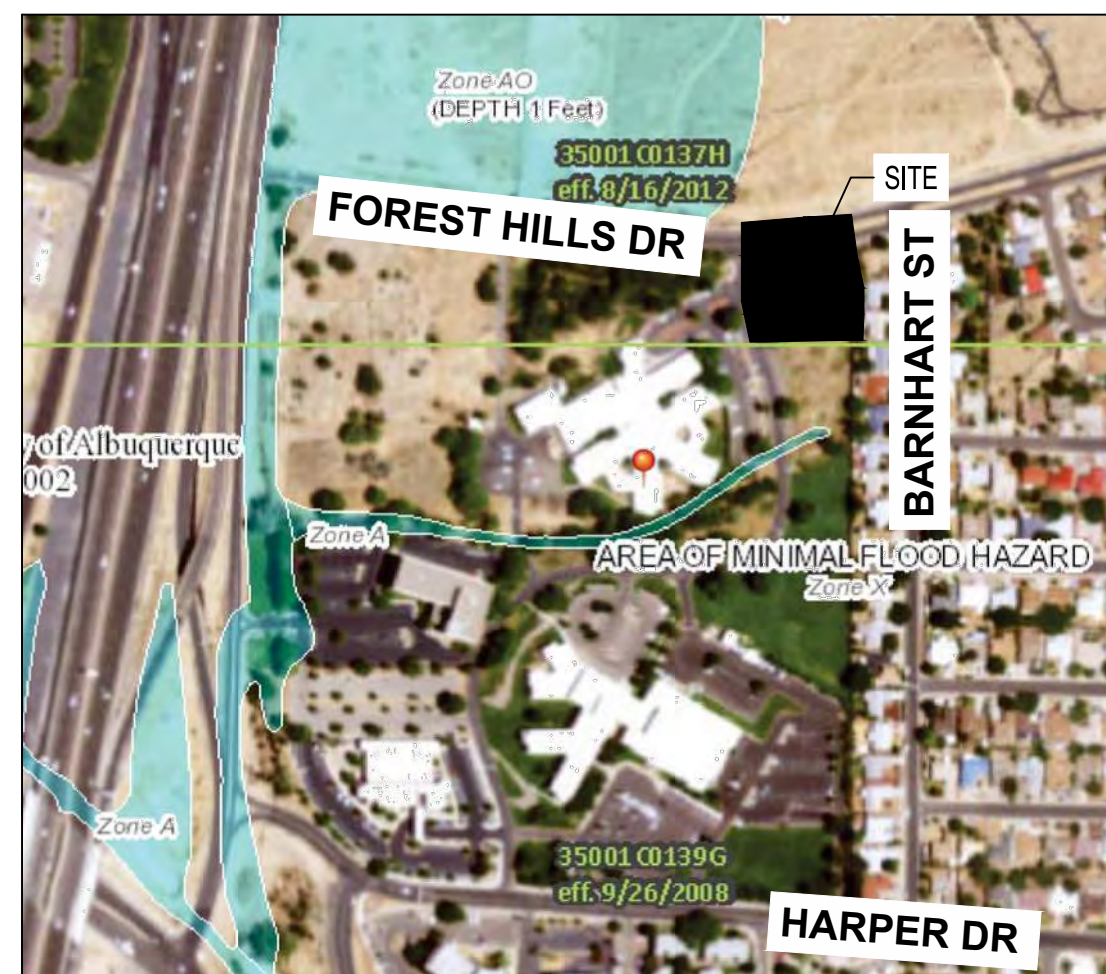 Zone AO
(DEPTH 1 Feet)
35001C0137H
eff. 8/16/2012
SITE
FOREST HILLS DR
BARNHART ST
y of Albuquerque
002
Zone A
AREA OF MINIMAL FLOOD HAZARD
Zone X
Zone A
35001C0139G
eff. 9/26/2008
HARPER DR